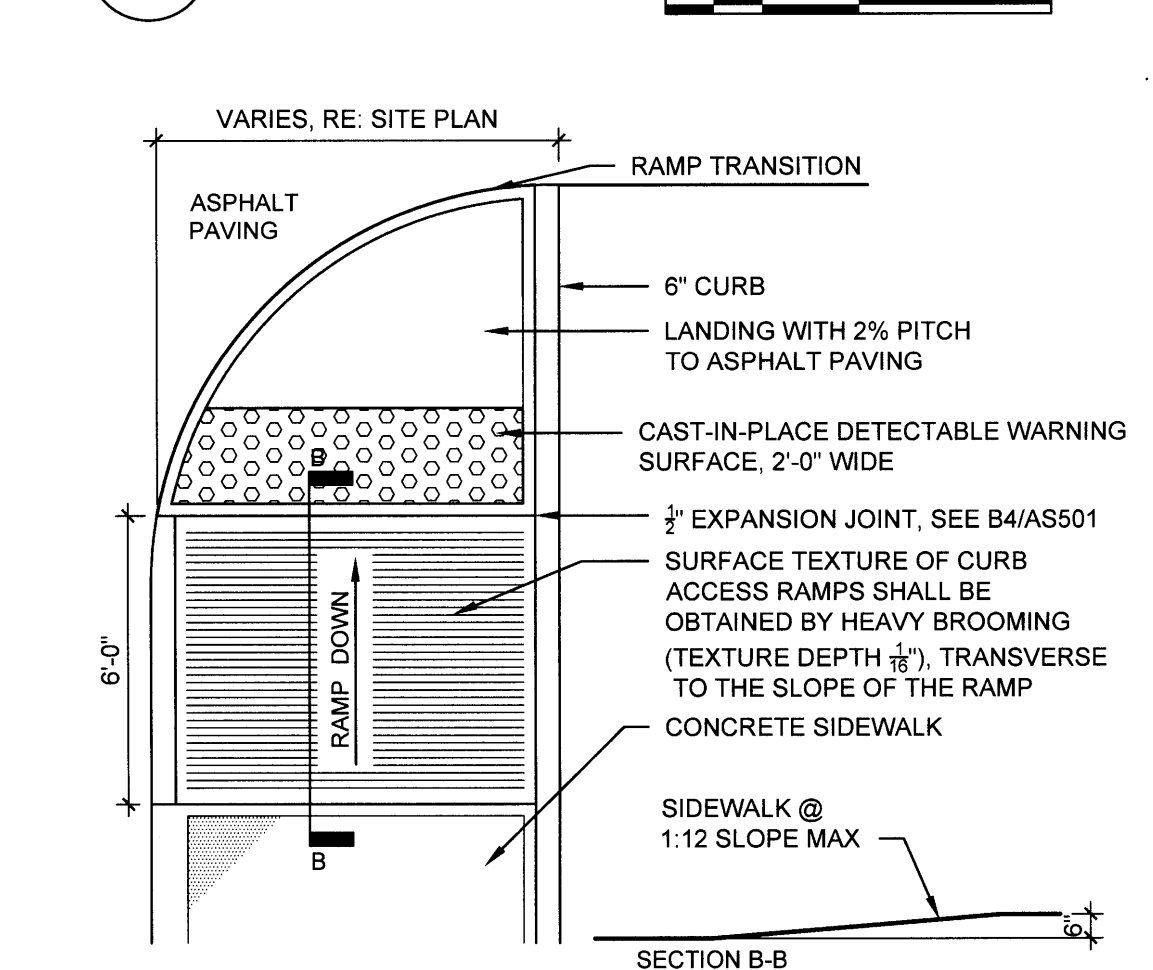 VARIES, RE: SITE PLAN
RAMP TRANSITION
ASPHALT
PAVING
6" CURB
LANDING WITH 2% PITCH
TO ASPHALT PAVING
CAST-IN-PLACE DETECTABLE WARNING
SURFACE, 2'-0" WIDE
B
1/2" EXPANSION JOINT, SEE B4/AS501
SURFACE TEXTURE OF CURB
ACCESS RAMPS SHALL BE
OBTAINED BY HEAVY BROOMING
(TEXTURE DEPTH 1/16"), TRANSVERSE
TO THE SLOPE OF THE RAMP
6'-0"
RAMP DOWN
CONCRETE SIDEWALK
B
SIDEWALK @
1:12 SLOPE MAX
6"
SECTION B-B